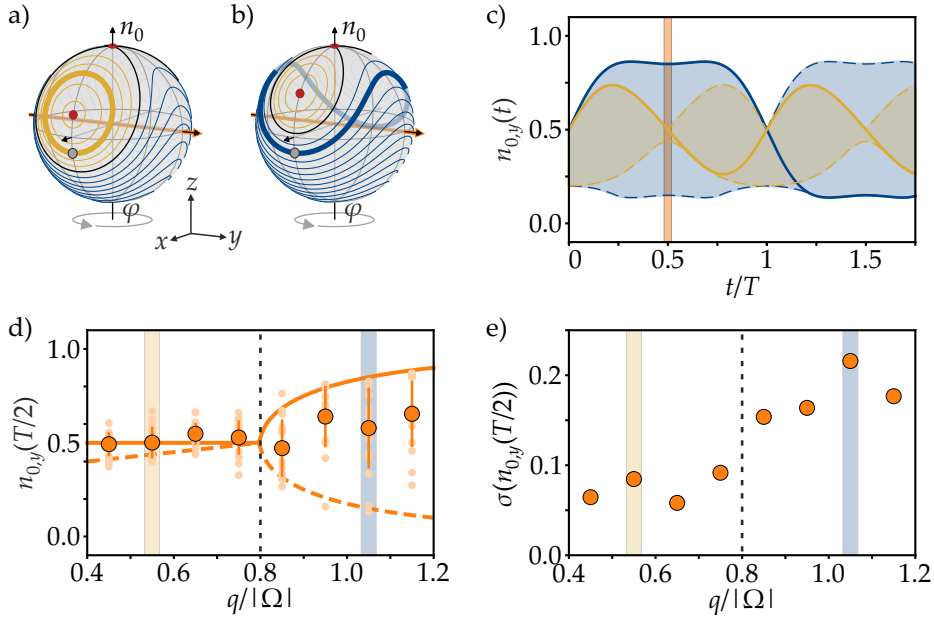 a)
n₀
φ
b)
n₀
φ
z
x
y
c)
n₀,y(t)
1.0
0.5
0.0
0
0.5
1
1.5
t/T
d)
n₀,y(T/2)
1.0
0.5
0.0
0.4
0.6
0.8
1.0
1.2
q/|Ω|
e)
σ(n₀,y(T/2))
0.2
0.1
0.0
0.4
0.6
0.8
1.0
1.2
q/|Ω|